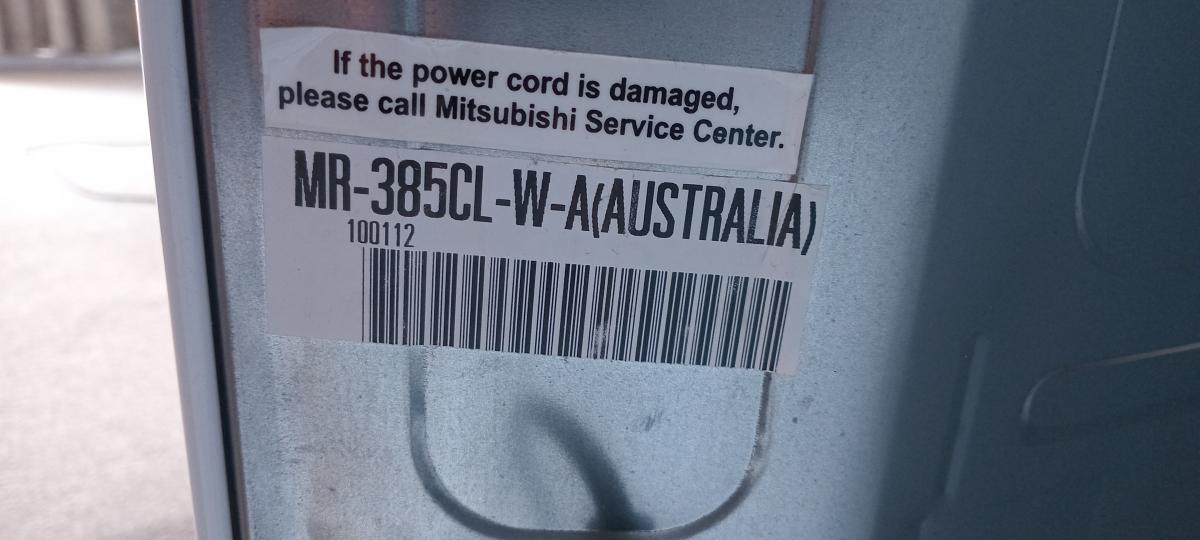 If the power cord is damaged,
please call Mitsubishi Service Center.
MR-385CL-W-A(AUSTRALIA)
100112